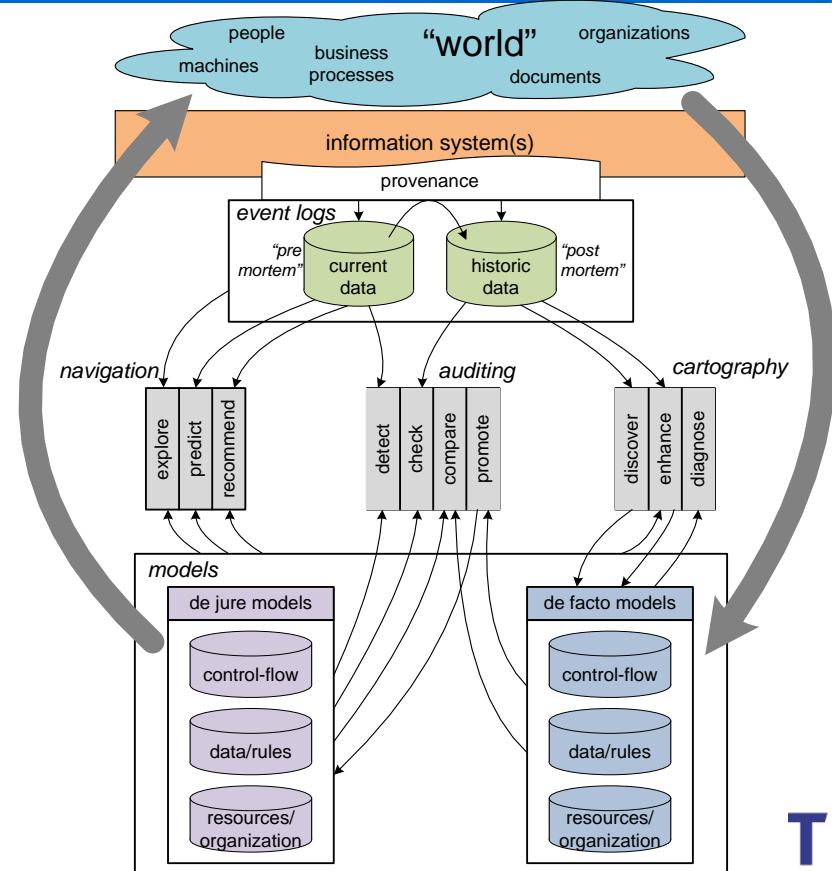 people
“world”
organizations
machines
business
processes
documents
information system(s)
provenance
event logs
“pre
mortem”
current
data
historic
data
“post
mortem”
navigation
auditing
cartography
explore
predict
recommend
detect
check
compare
promote
discover
enhance
diagnose
models
de jure models
de facto models
control-flow
control-flow
data/rules
data/rules
resources/
organization
resources/
organization
T